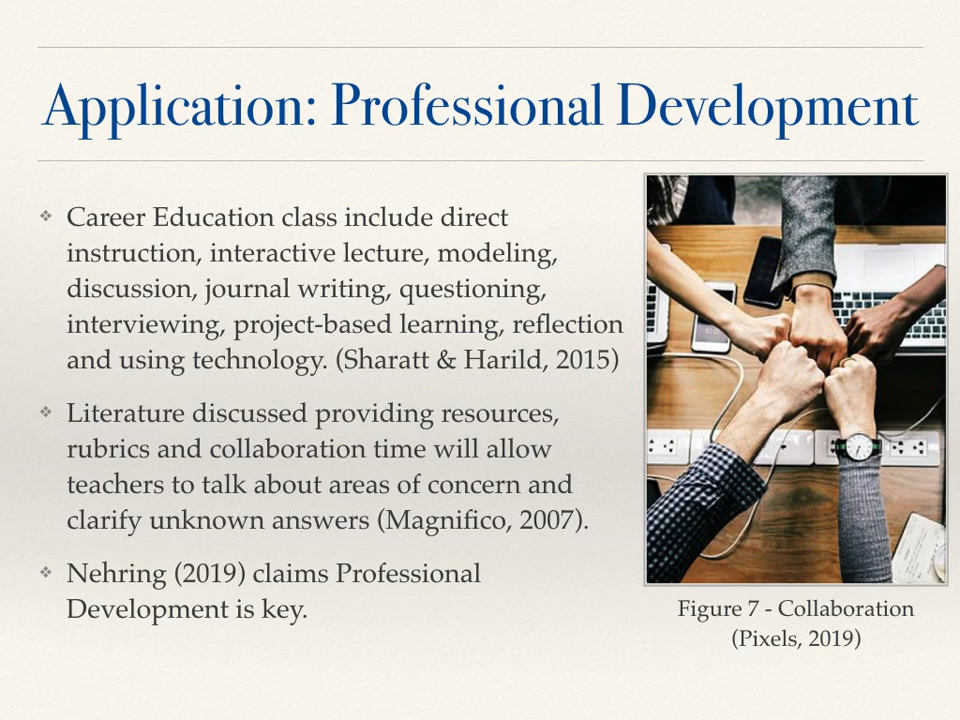 Application: Professional Development
Career Education class include direct
instruction, interactive lecture, modeling,
discussion, journal writing, questioning,
interviewing, project-based learning, reflection
and using technology. (Sharatt & Harild, 2015)
Literature discussed providing resources,
rubrics and collaboration time will allow
teachers to talk about areas of concern and
clarify unknown answers (Magnifico, 2007).
Nehring (2019) claims Professional
Development is key.
Figure 7 - Collaboration
(Pixels, 2019)